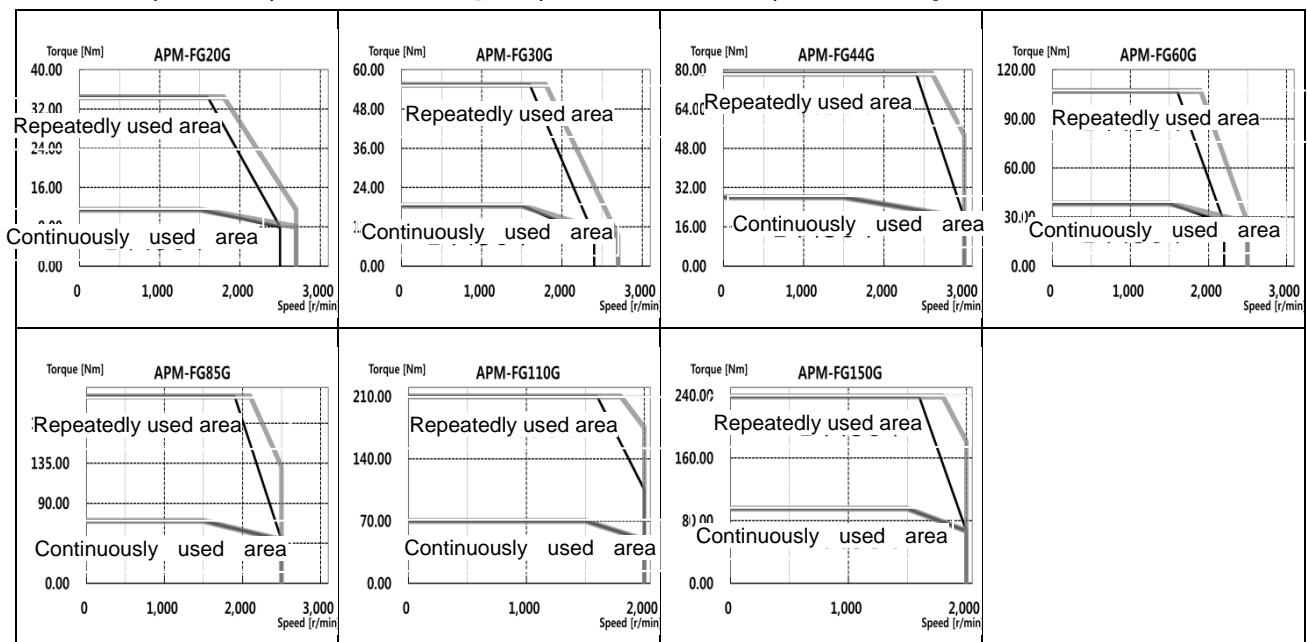 Torque [Nm] APM-FG20G
40.00
32.00
Repeatedly used area
24.00
16.00
8.00
Continuously used area
0.00
0 1,000 2,000 3,000
Speed [r/min]
Torque [Nm] APM-FG30G
60.00
48.00
Repeatedly used area
36.00
24.00
Continuously used area
0.00
0 1,000 2,000 3,000
Speed [r/min]
Torque [Nm] APM-FG44G
80.00
64.00
Repeatedly used area
48.00
32.00
16.00
Continuously used area
0.00
0 1,000 2,000 3,000
Speed [r/min]
Torque [Nm] APM-FG60G
120.00
90.00
Repeatedly used area
60.00
30.00
Continuously used area
0.00
0 1,000 2,000 3,000
Speed [r/min]
Torque [Nm] APM-FG85G
Repeatedly used area
135.00
90.00
Continuously used area
0.00
0 1,000 2,000 3,000
Speed [r/min]
Torque [Nm] APM-FG110G
210.00
Repeatedly used area
140.00
70.00
Continuously used area
0.00
0 1,000 2,000
Speed [r/min]
Torque [Nm] APM-FG150G
240.00
Repeatedly used area
160.00
80.00
Continuously used area
0.00
0 1,000 2,000
Speed [r/min]